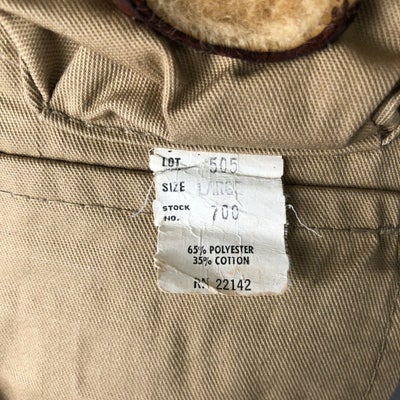 LOT 505
SIZE LARGE
STOCK NO. 700
65% POLYESTER
35% COTTON
RN 22142